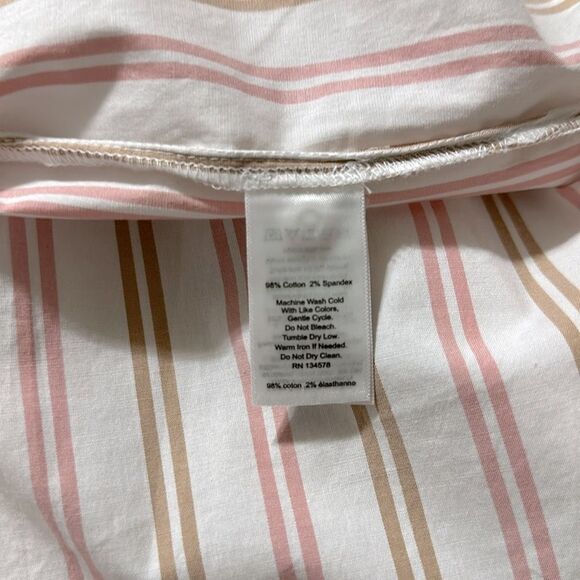 98% Cotton 2% Spandex
Machine Wash Cold
With Like Colors,
Gentle Cycle.
Do Not Bleach.
Tumble Dry Low.
Warm Iron If Needed.
Do Not Dry Clean.
RN 134578
98% coton 2% élasthanno